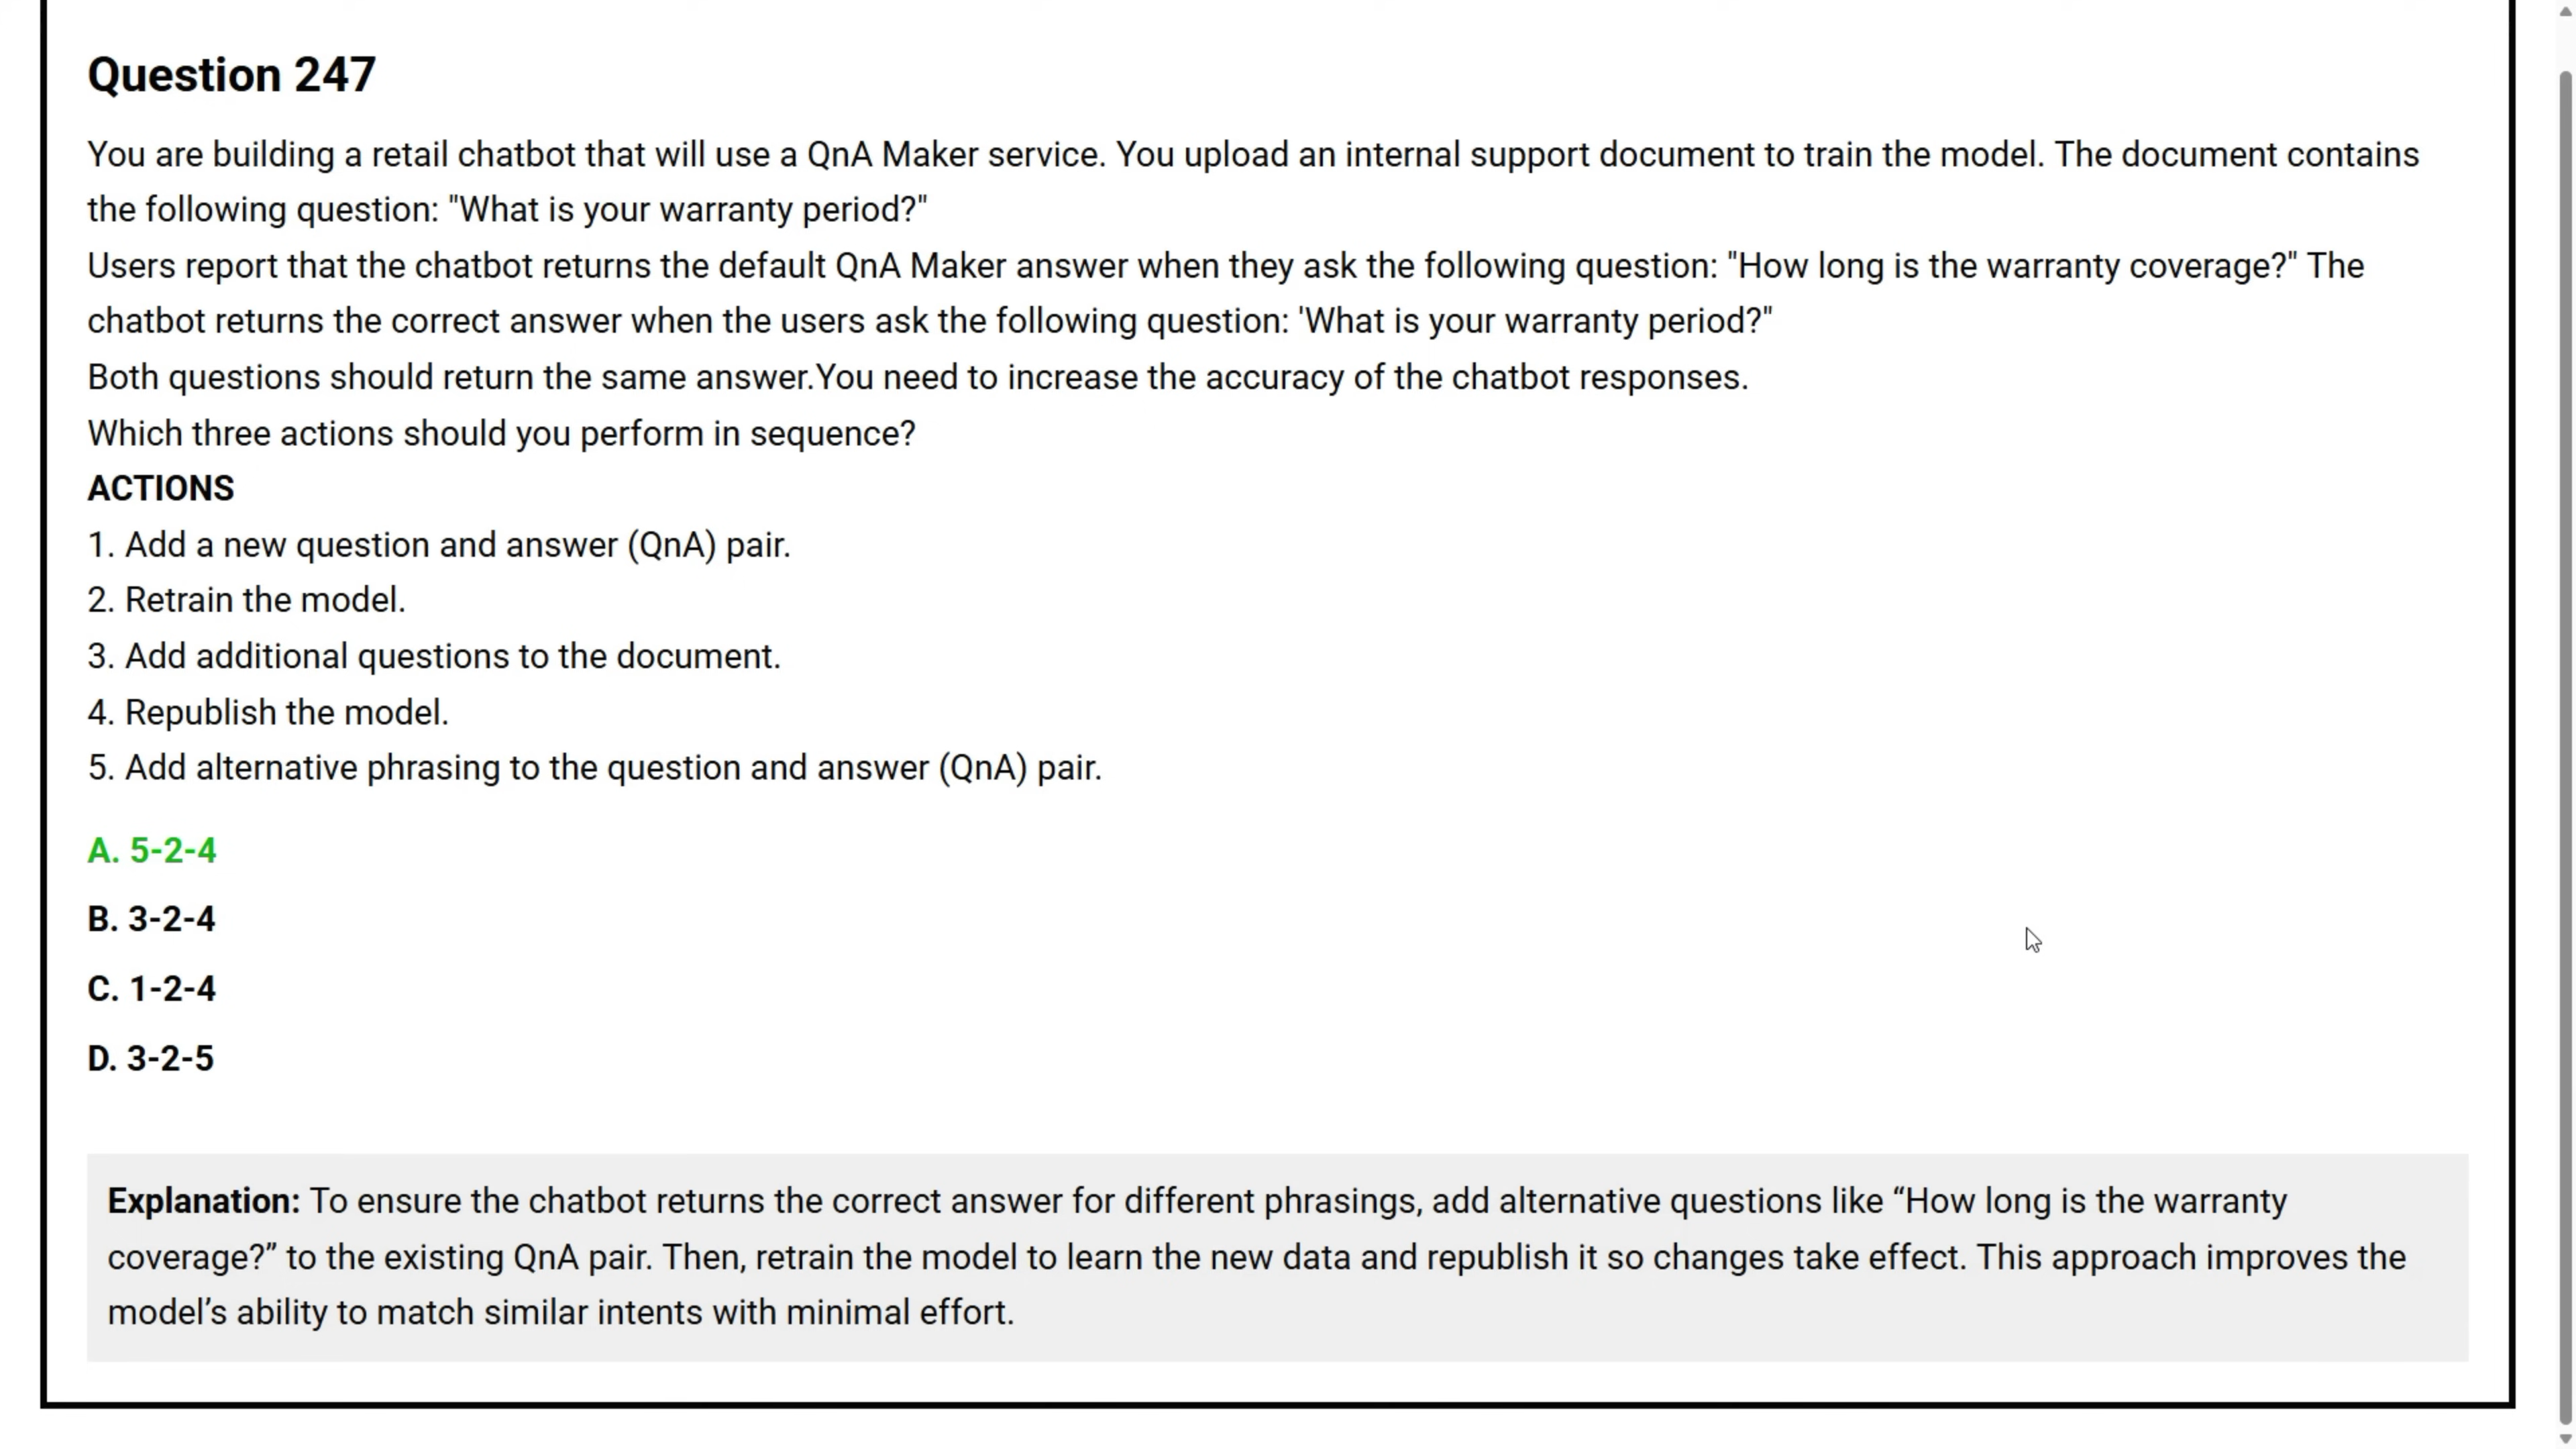 Question 247
You are building a retail chatbot that will use a QnA Maker service. You upload an internal support document to train the model. The document contains
the following question: "What is your warranty period?"
Users report that the chatbot returns the default QnA Maker answer when they ask the following question: "How long is the warranty coverage?" The
chatbot returns the correct answer when the users ask the following question: 'What is your warranty period?"
Both questions should return the same answer.You need to increase the accuracy of the chatbot responses.
Which three actions should you perform in sequence?
ACTIONS
1. Add a new question and answer (QnA) pair.
2. Retrain the model.
3. Add additional questions to the document.
4. Republish the model.
5. Add alternative phrasing to the question and answer (QnA) pair.
A. 5-2-4
B. 3-2-4
C. 1-2-4
D. 3-2-5
Explanation: To ensure the chatbot returns the correct answer for different phrasings, add alternative questions like “How long is the warranty
coverage?” to the existing QnA pair. Then, retrain the model to learn the new data and republish it so changes take effect. This approach improves the
model’s ability to match similar intents with minimal effort.